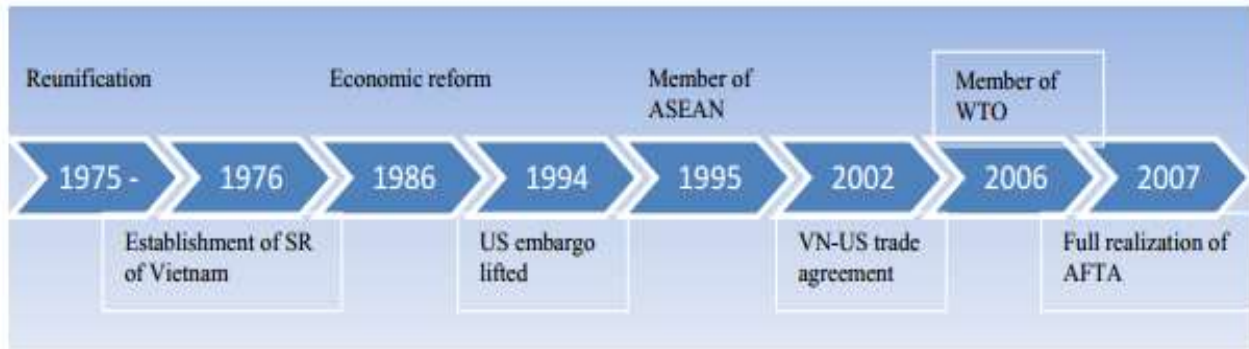 Reunification
Economic reform
Member of
ASEAN
Member of
WTO
1975 -
1976
1986
1994
1995
2002
2006
2007
Establishment of SR
of Vietnam
US embargo
lifted
VN-US trade
agreement
Full realization of
AFTA